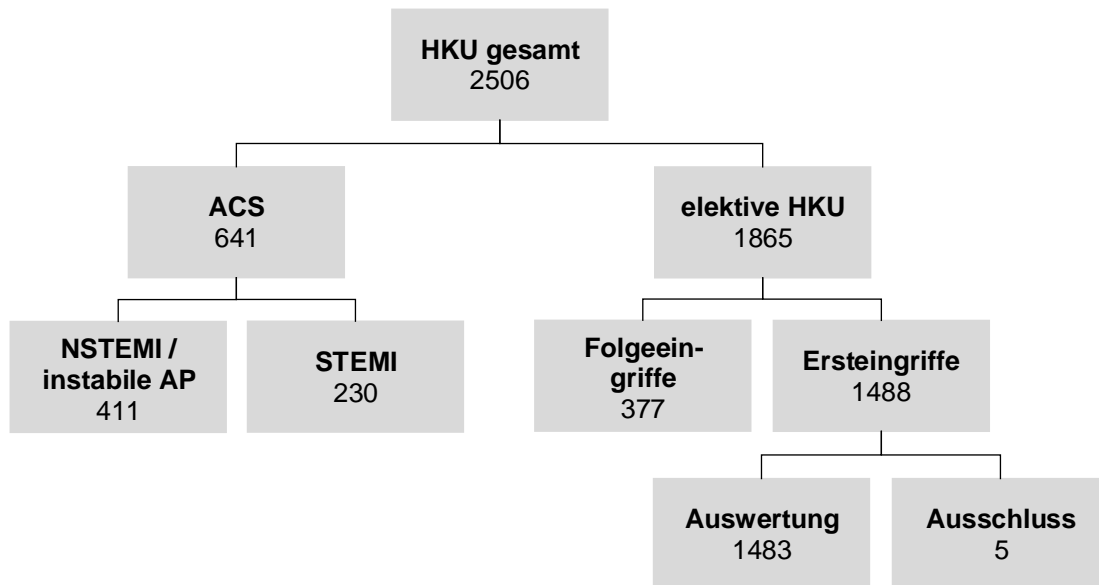 HKU gesamt
2506
ACS
641
elektive HKU
1865
NSTEMI /
instabile AP
411
STEMI
230
Folgeein-
griffe
377
Ersteingriffe
1488
Auswertung
1483
Ausschluss
5